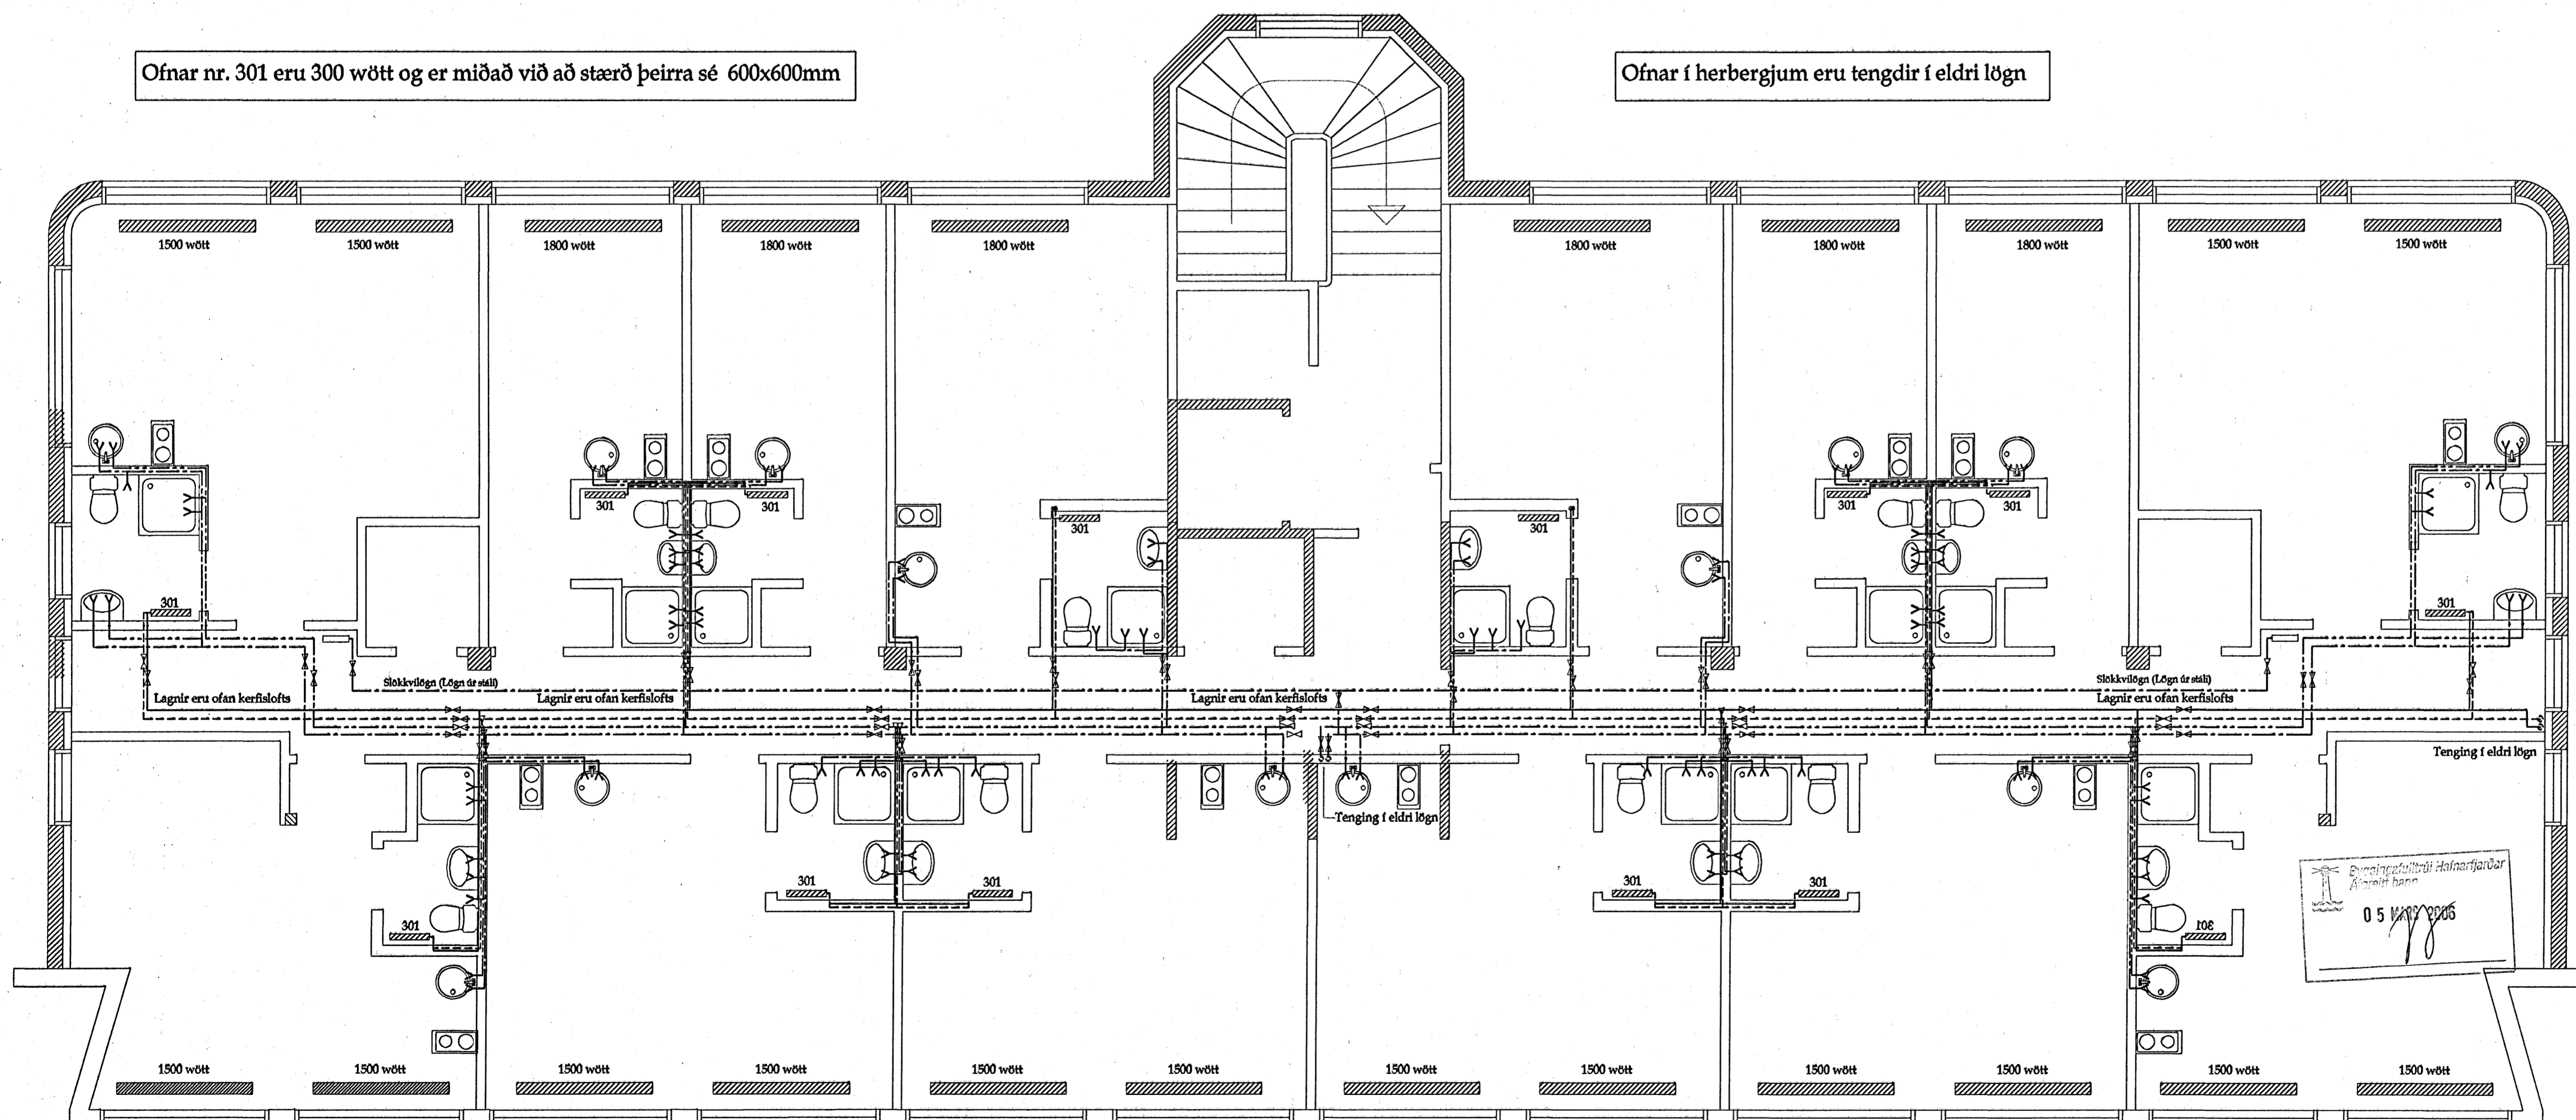 Ofnar nr. 301 eru 300 wött og er miðað við að stærð þeirra sé 600x600mm
Ofnar í herbergjum eru tengdir í eldri lögn
1500 wött
1500 wött
1800 wött
1800 wött
1800 wött
1800 wött
1800 wött
1800 wött
1500 wött
1500 wött
301
301
301
301
301
301
301
301
Slökkvilögn (Lögn úr stáli)
Slökkvilögn (Lögn úr stáli)
Lagnir eru ofan kerfislofts
Lagnir eru ofan kerfislofts
Lagnir eru ofan kerfislofts
Lagnir eru ofan kerfislofts
Tenging í eldri lögn
Tenging í eldri lögn
301
301
301
301
301
301
Byggingafulltrúi Hafnarfjarðar
05 MARS 2006
1500 wött
1500 wött
1500 wött
1500 wött
1500 wött
1500 wött
1500 wött
1500 wött
1500 wött
1500 wött
1500 wött
1500 wött